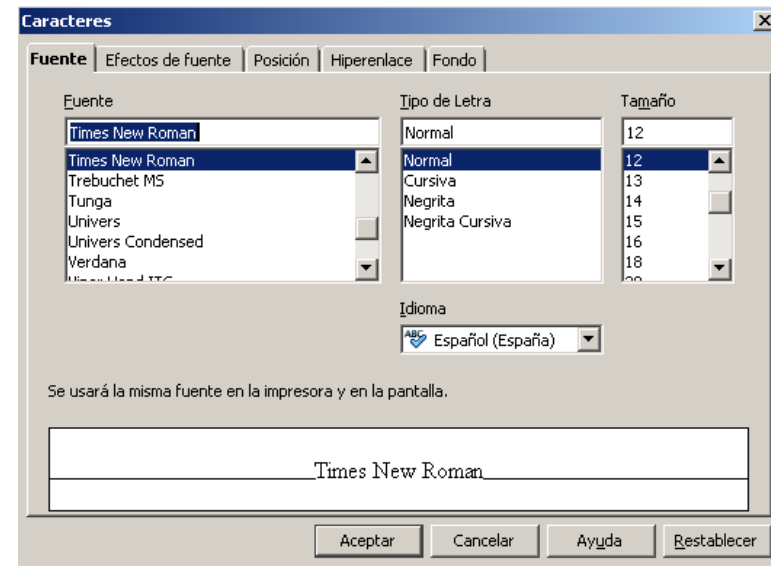 Caracteres
Fuente Efectos de fuente Posición Hiperenlace Fondo
Fuente Tipo de Letra Tamaño
Times New Roman Normal 12
Times New Roman Normal 12
Trebuchet MS Cursiva 13
Tunga Negrita 14
Univers Negrita Cursiva 15
Univers Condensed 16
Verdana 18
Idioma
ABC Español (España)
Se usará la misma fuente en la impresora y en la pantalla.
Times New Roman
Aceptar Cancelar Ayuda Restablecer